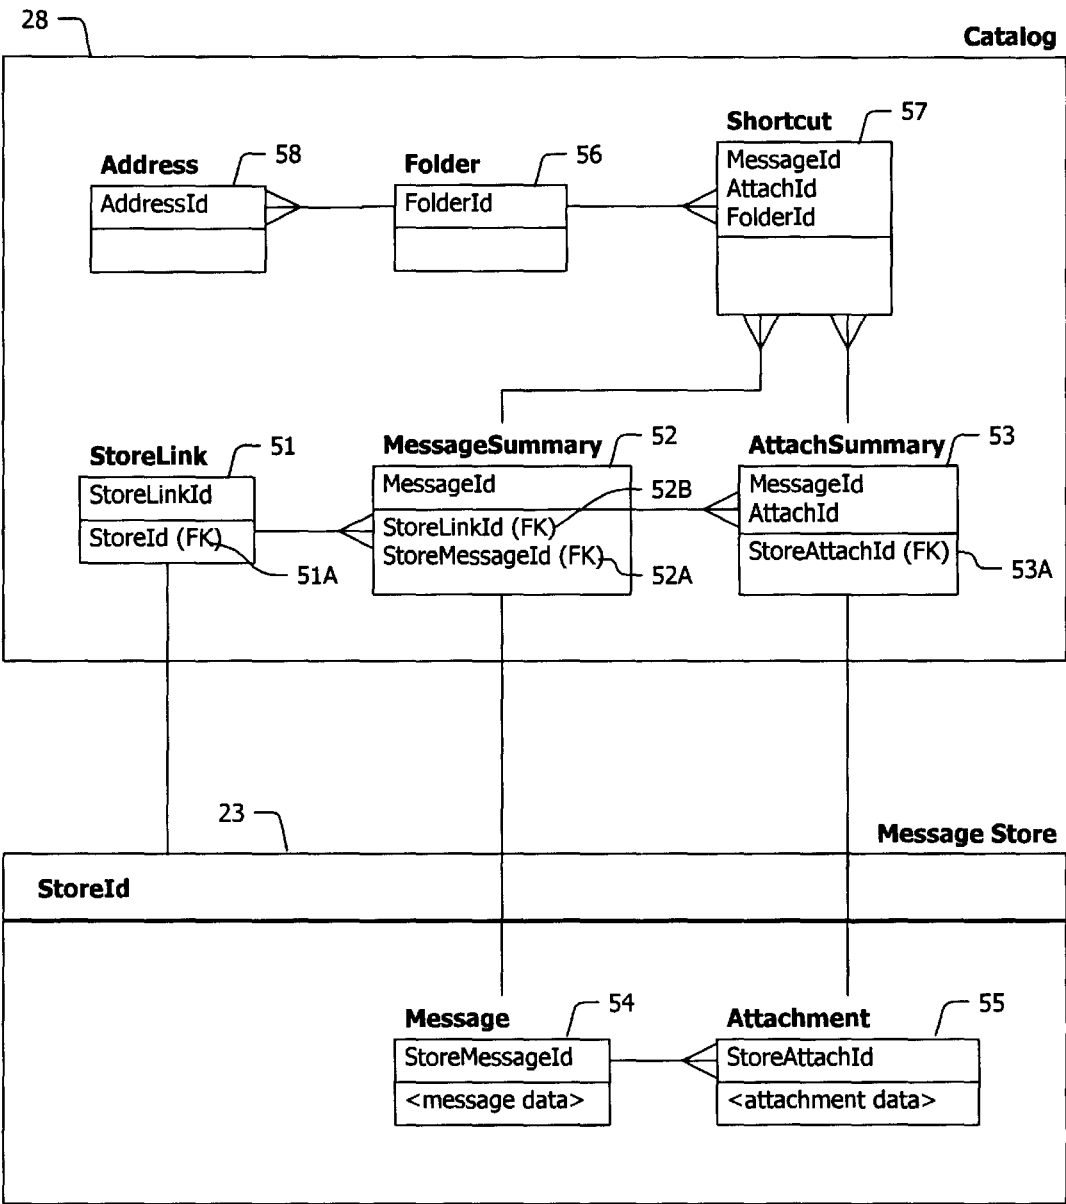 28
Catalog
Shortcut
57
MessageId
AttachId
FolderId
Address
58
AddressId
Folder
56
FolderId
StoreLink
51
StoreLinkId
StoreId (FK)
51A
MessageSummary
52
MessageId
52B
StoreLinkId (FK)
StoreMessageId (FK)
52A
AttachSummary
53
MessageId
AttachId
StoreAttachId (FK)
53A
23
Message Store
StoreId
Message
54
StoreMessageId
<message data>
Attachment
55
StoreAttachId
<attachment data>